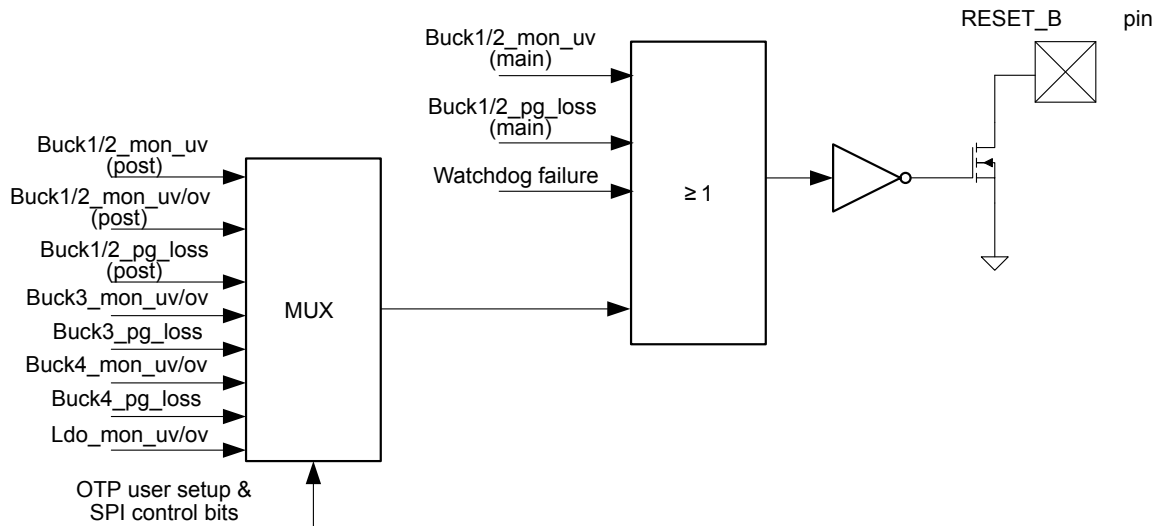 RESET_B pin
Buck1/2_mon_uv
(main)
Buck1/2_pg_loss
(main)
Watchdog failure
≥ 1
Buck1/2_mon_uv
(post)
Buck1/2_mon_uv/ov
(post)
Buck1/2_pg_loss
(post)
Buck3_mon_uv/ov
Buck3_pg_loss
Buck4_mon_uv/ov
Buck4_pg_loss
Ldo_mon_uv/ov
MUX
OTP user setup &
SPI control bits